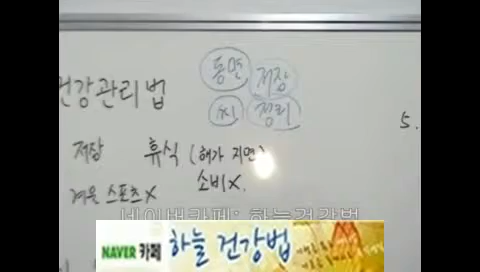 동면
저장
씨
정리
건강관리법
5.
저장 휴식 (해가 지면)
겨울 스포츠X 소비X.
네이버카페: 하늘건강법
NAVER 카페 하늘 건강법